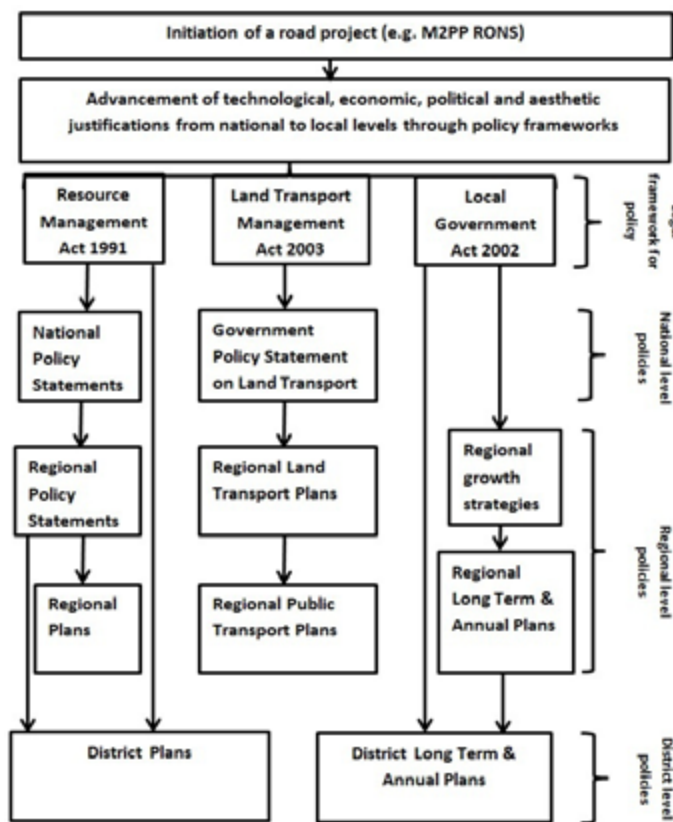 Initiation of a road project (e.g. M2PP RONS)
Advancement of technological, economic, political and aesthetic
justifications from national to local levels through policy frameworks
Resource
Management
Act 1991
Land Transport
Management
Act 2003
Local
Government
Act 2002
framework for
policy
National
Policy
Statements
Government
Policy Statement
on Land Transport
National level
policies
Regional
Policy
Statements
Regional Land
Transport Plans
Regional
growth
strategies
Regional
Plans
Regional Public
Transport Plans
Regional
Long Term &
Annual Plans
Regional level
policies
District Plans
District Long Term &
Annual Plans
District level
policies